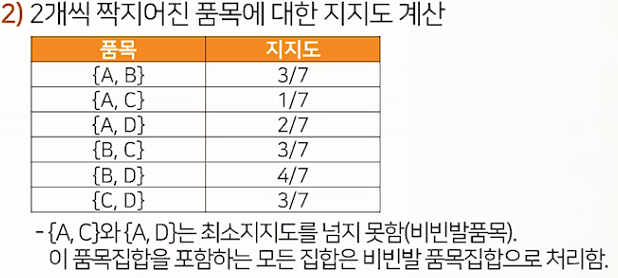 2) 2개씩 짝지어진 품목에 대한 지지도 계산
품목 지지도
{A, B} 3/7
{A, C} 1/7
{A, D} 2/7
{B, C} 3/7
{B, D} 4/7
{C, D} 3/7
- {A, C}와 {A, D}는 최소지지도를 넘지 못함(비빈발품목).
이 품목집합을 포함하는 모든 집합은 비빈발 품목집합으로 처리함.